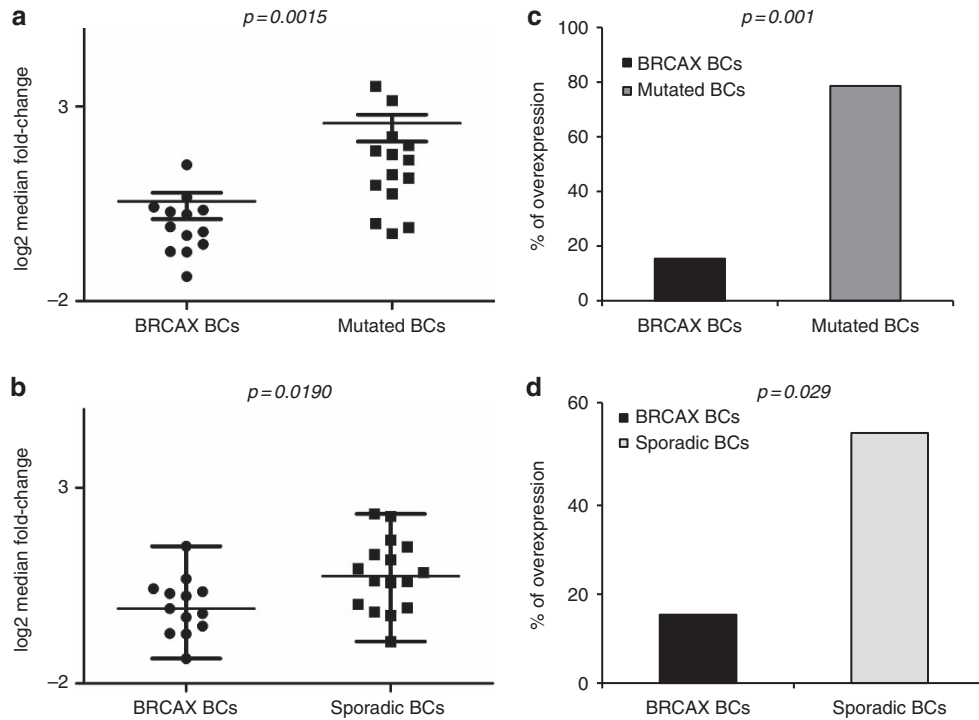 a
p=0.0015
log2 median fold-change
3
–2
BRCAX BCs
Mutated BCs
c
p=0.001
% of overexpression
100
80
60
40
20
0
BRCAX BCs
Mutated BCs
BRCAX BCs
Mutated BCs
b
p=0.0190
log2 median fold-change
3
–2
BRCAX BCs
Sporadic BCs
d
p=0.029
% of overexpression
60
40
20
0
BRCAX BCs
Sporadic BCs
BRCAX BCs
Sporadic BCs